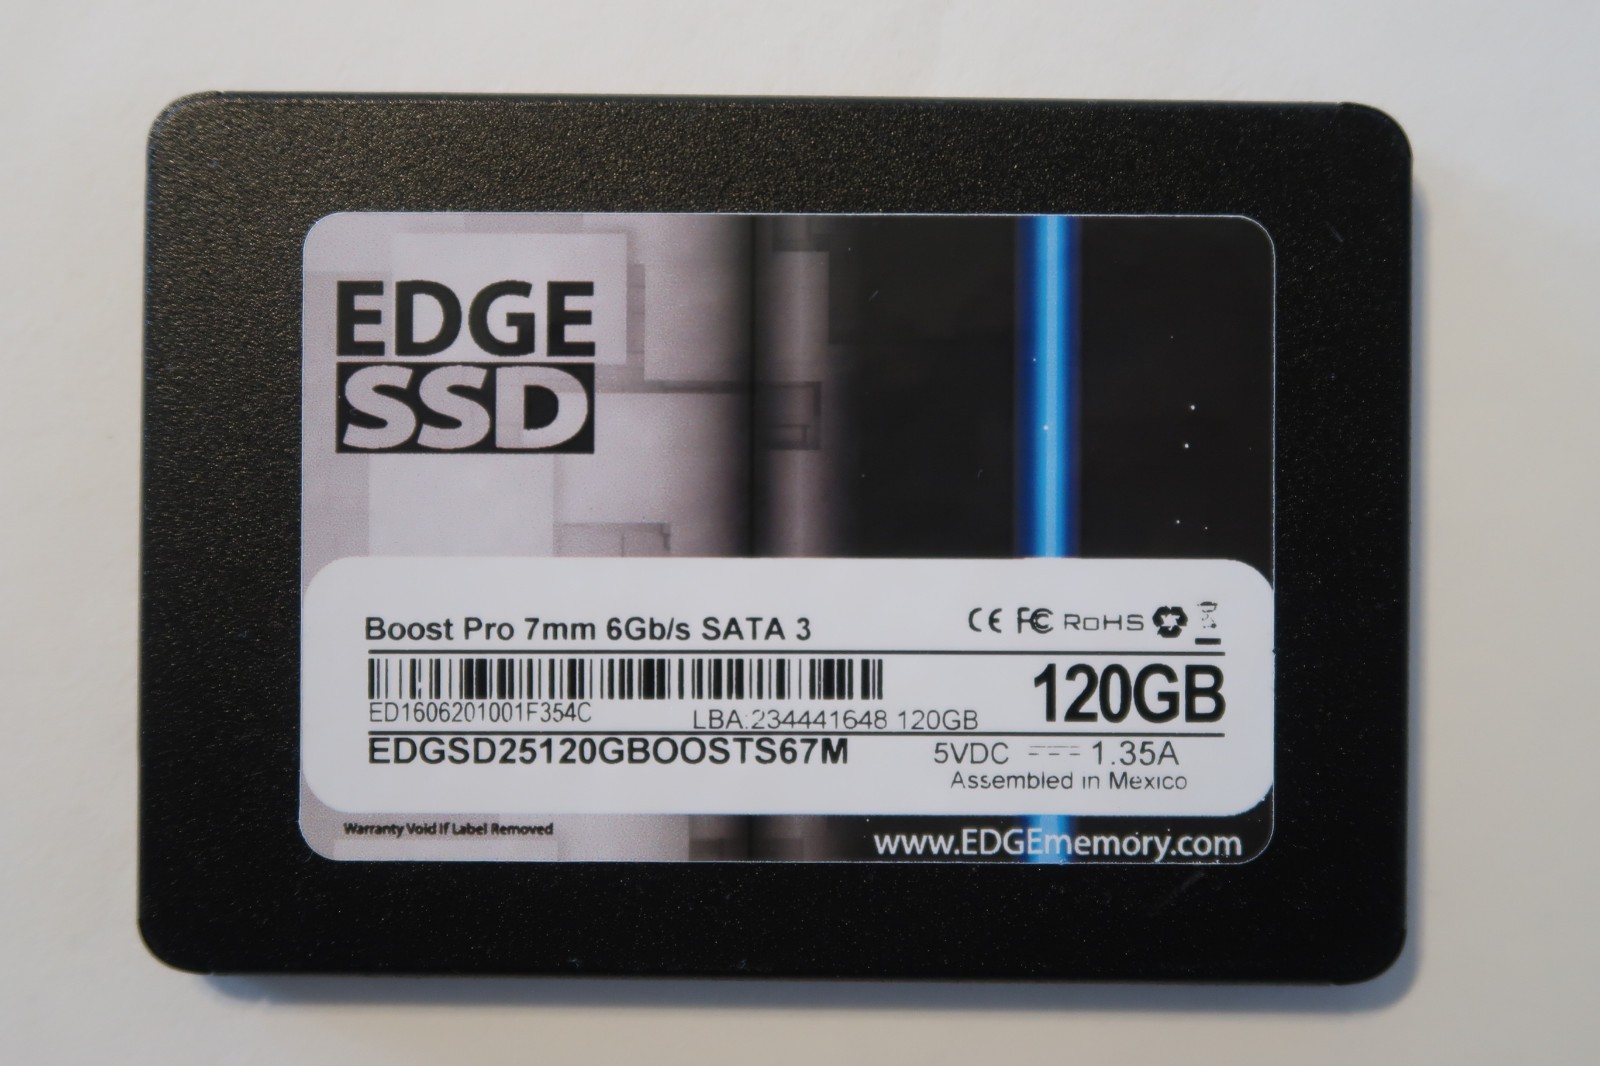 EDGE
SSD
Boost Pro 7mm 6Gb/s SATA 3
CE FC RoHS
120GB
ED1606201001F354C
LBA:234441648 120GB
EDGSD25120GBOOSTS67M
5VDC 1.35A
Assembled in Mexico
Warranty Void If Label Removed
www.EDGEmemory.com